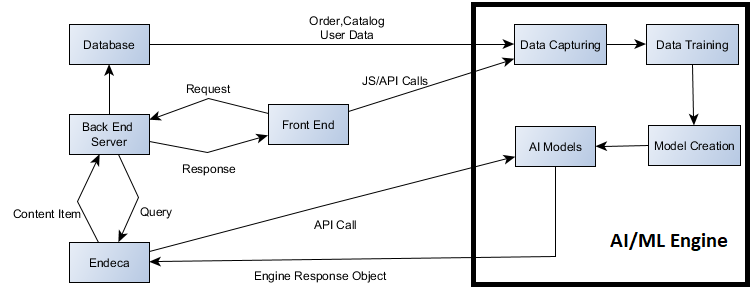 Order,Catalog
User Data
Database
Data Capturing
Data Training
JS/API Calls
Request
Back End
Server
Front End
Response
AI Models
Model Creation
Content Item
Query
API Call
AI/ML Engine
Endeca
Engine Response Object